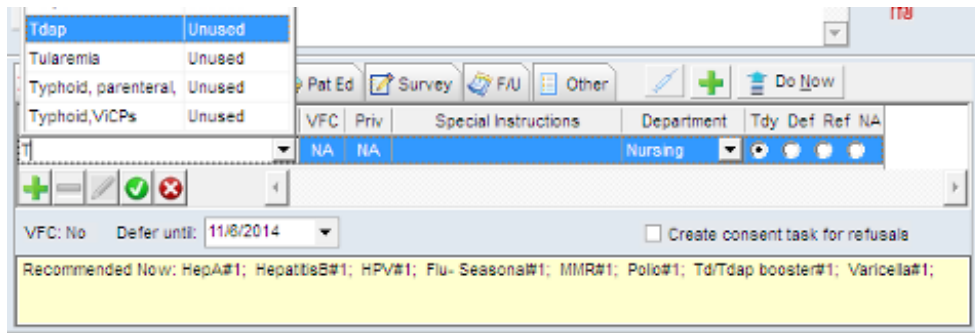 Tdap Unused
Tularemia Unused
Typhoid, parenteral, Unused
Typhoid,ViCPs Unused
Pat Ed Survey F/U Other Do Now
VFC Priv Special Instructions Department Tdy Def Ref NA
T NA NA Nursing
VFC: No Defer until: 11/6/2014 Create consent task for refusals
Recommended Now: HepA#1; HepatitisB#1; HPV#1; Flu- Seasonal#1; MMR#1; Polio#1; Td/Tdap booster#1; Varicella#1;